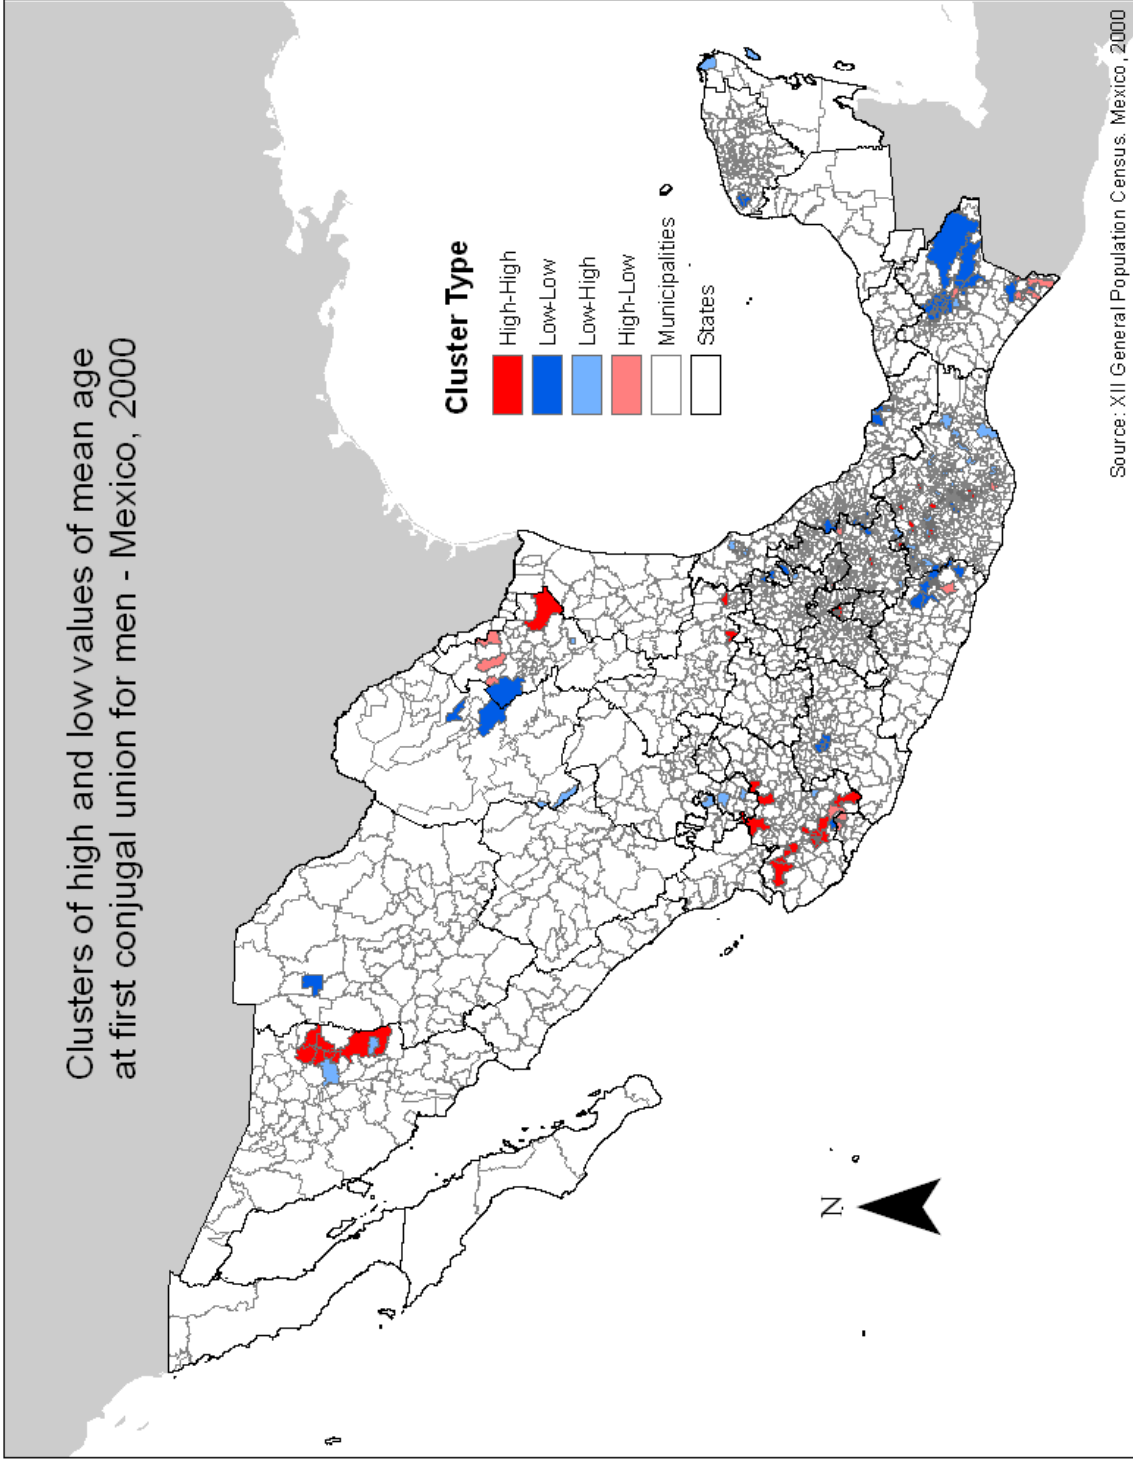 Clusters of high and low values of mean age
at first conjugal union for men - Mexico, 2000
Cluster Type
High-High
Low-Low
Low-High
High-Low
Municipalities
States
N
Source: XII General Population Census. Mexico, 2000